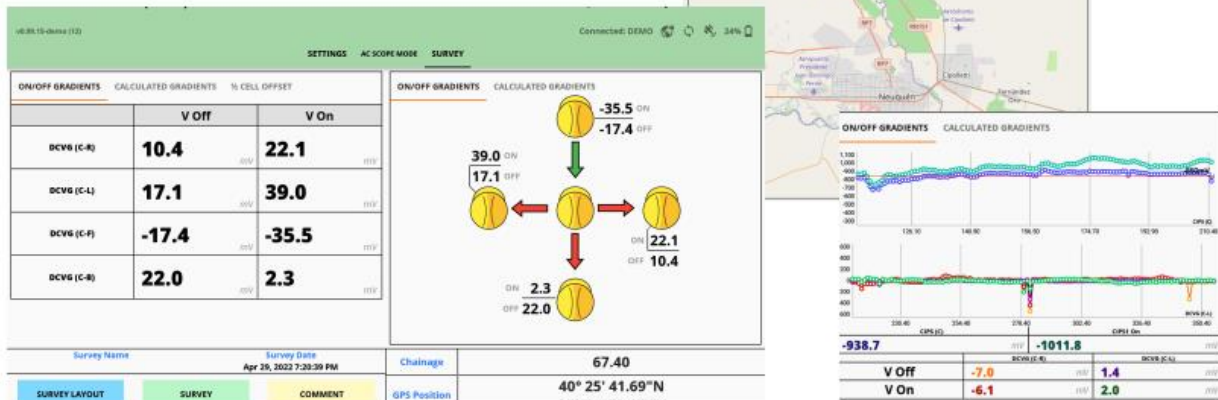 v0.89.15-demo (12)
Connected: DEMO
34%
SETTINGS AC SCOPE MODE SURVEY
ON/OFF GRADIENTS CALCULATED GRADIENTS % CELL OFFSET
V Off V On
DCVG (C-R) 10.4 mV 22.1 mV
DCVG (C-L) 17.1 mV 39.0 mV
DCVG (C-F) -17.4 mV -35.5 mV
DCVG (C-B) 22.0 mV 2.3 mV
ON/OFF GRADIENTS CALCULATED GRADIENTS
-35.5 ON
-17.4 OFF
39.0 ON
17.1 OFF
ON 22.1
OFF 10.4
ON 2.3
OFF 22.0
Survey Name
Survey Date
Apr 29, 2022 7:20:39 PM
SURVEY LAYOUT SURVEY COMMENT
Chainage 67.40
GPS Position 40° 25' 41.69"N
Neuquén
ON/OFF GRADIENTS CALCULATED GRADIENTS
CIPS (C)
DCVG (C-L)
CIPS (C) CIPS1 On
-938.7 mV -1011.8 mV
DCVG (C-R) DCVG (C-L)
V Off -7.0 mV 1.4 mV
V On -6.1 mV 2.0 mV